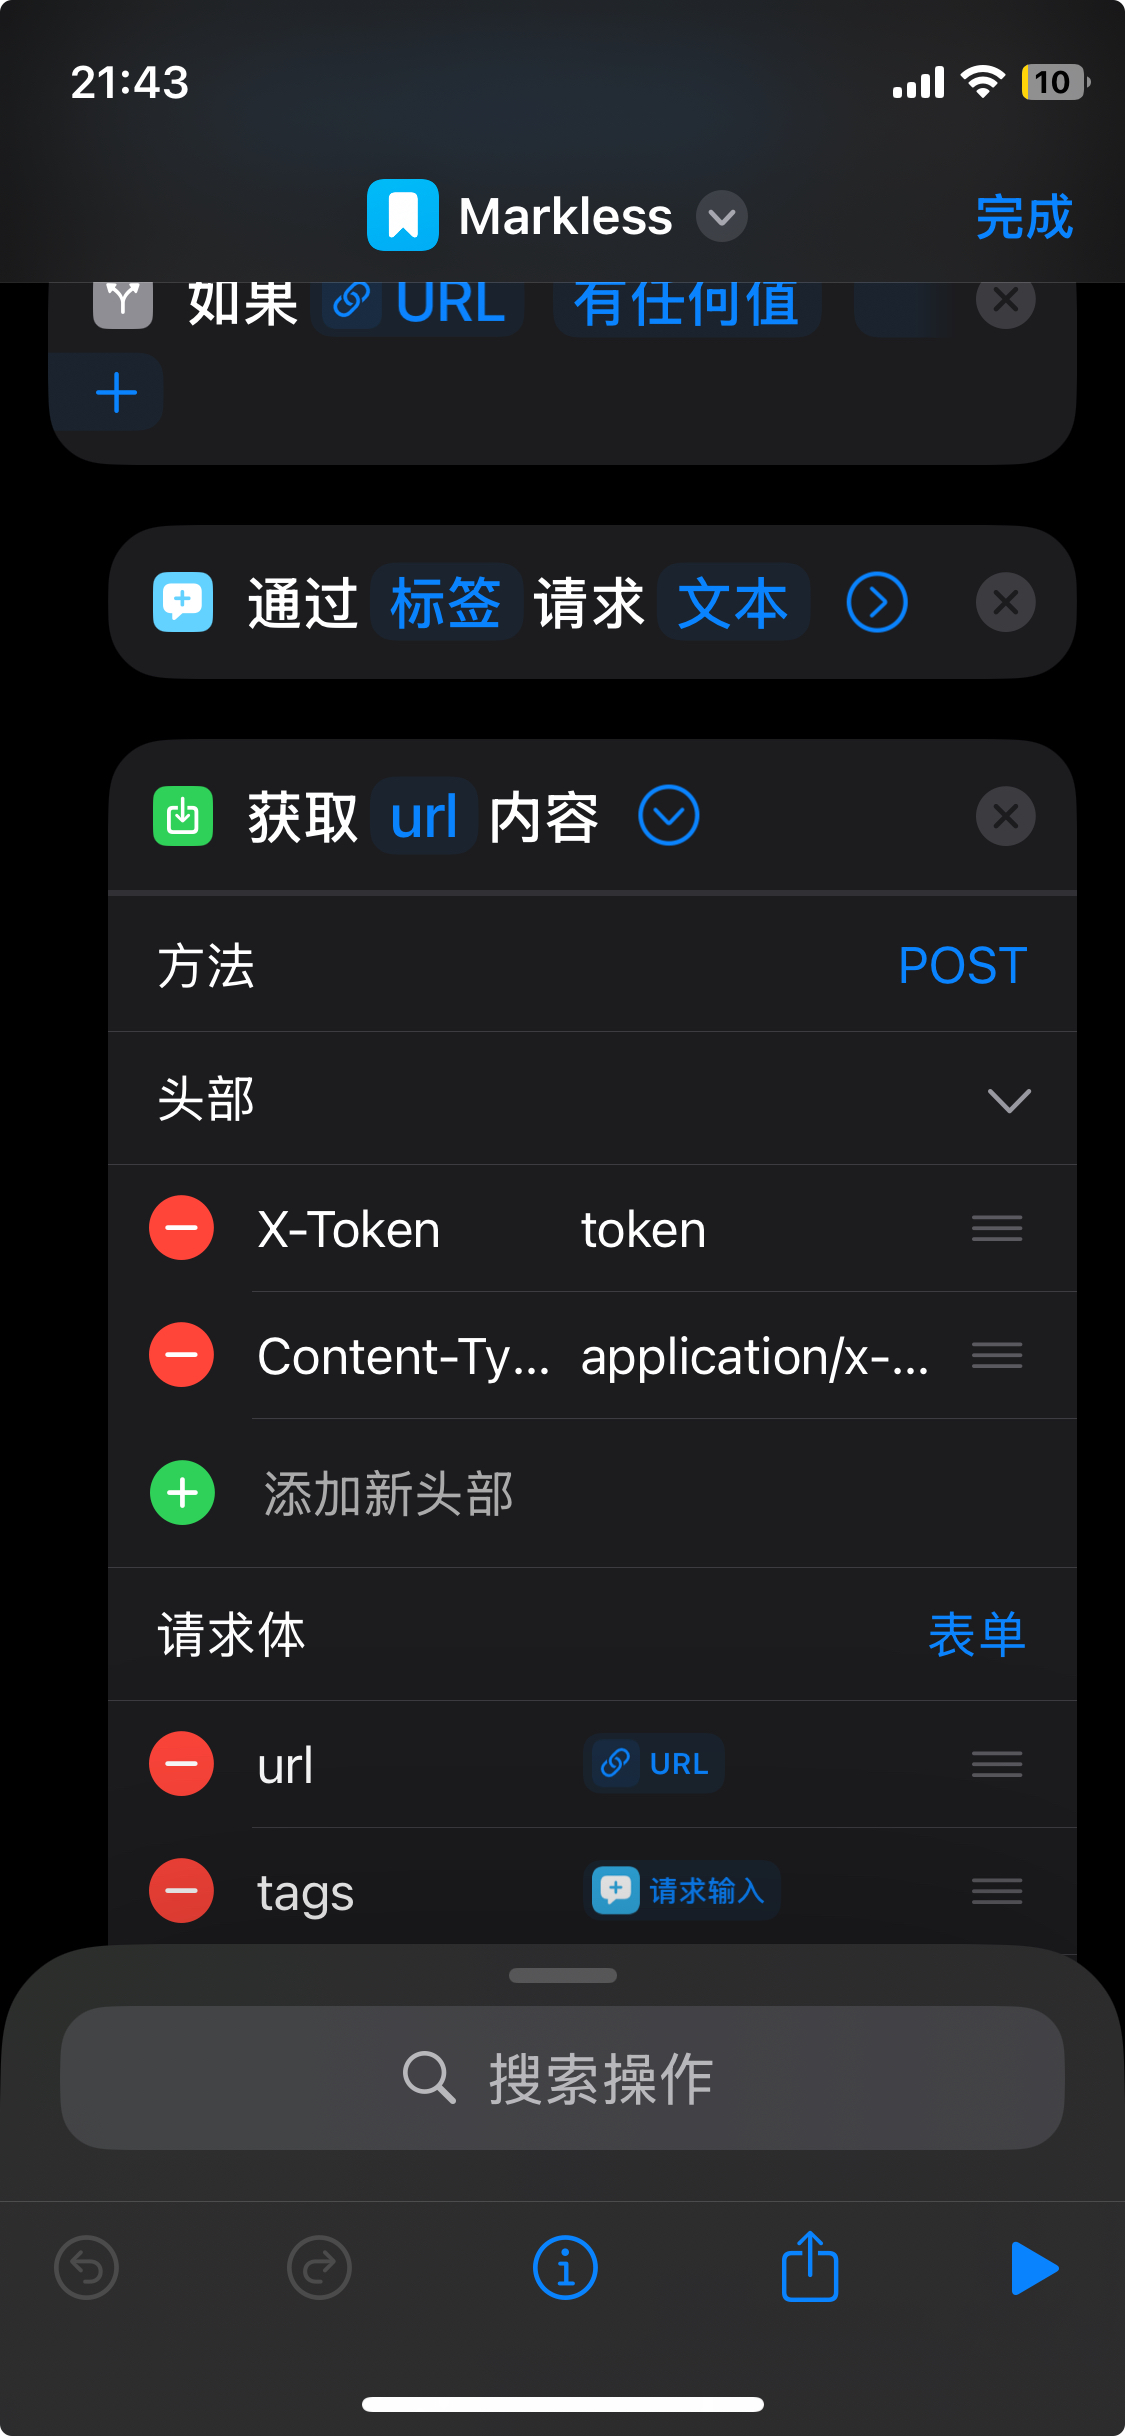 21:43
10
Markless
完成
如果 URL 有任何值
通过 标签 请求 文本
获取 url 内容
方法 POST
头部
X-Token token
Content-Ty... application/x-...
添加新头部
请求体 表单
url URL
tags 请求输入
搜索操作